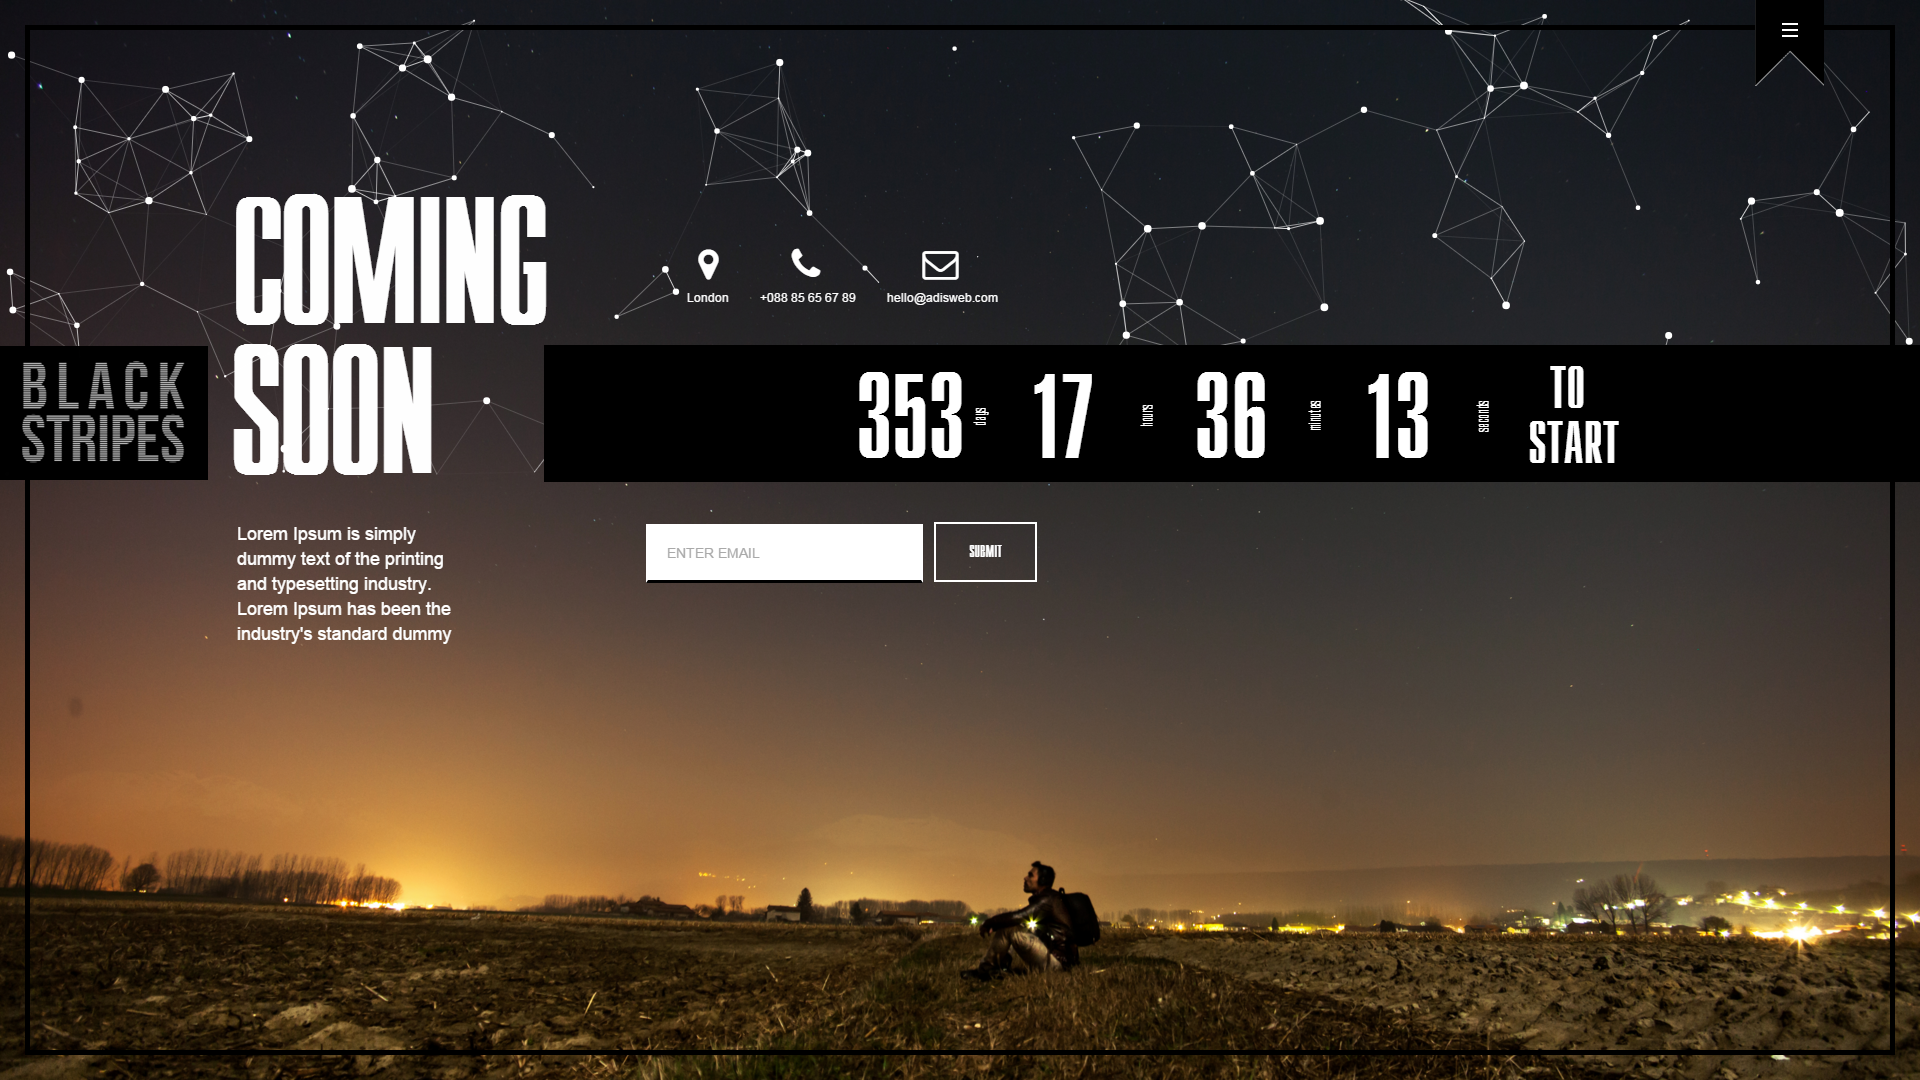 COMING
SOON
London
+088 85 65 67 89
hello@adisweb.com
BLACK
STRIPES
353 days 17 hours 36 minutes 13 seconds
TO
START
Lorem Ipsum is simply
dummy text of the printing
and typesetting industry.
Lorem Ipsum has been the
industry's standard dummy
ENTER EMAIL
SUBMIT